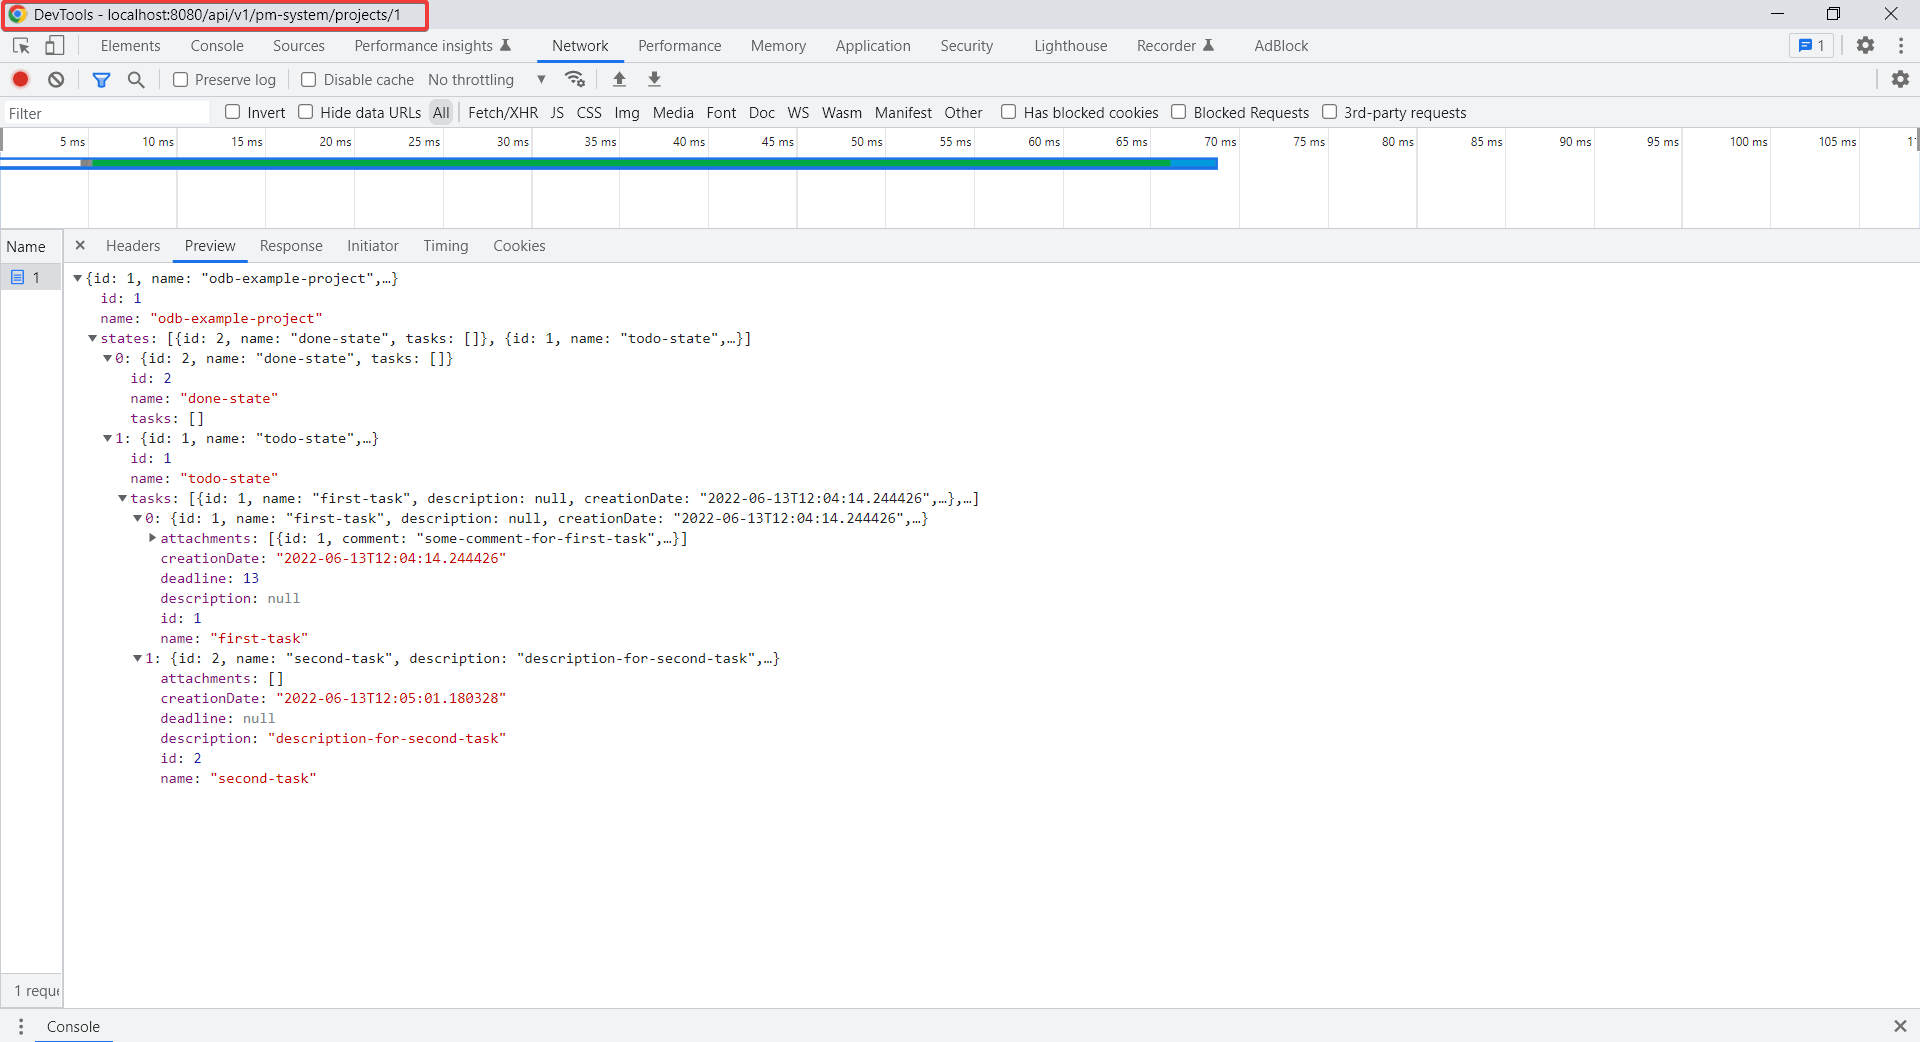 DevTools - localhost:8080/api/v1/pm-system/projects/1
Elements Console Sources Performance insights Network Performance Memory Application Security Lighthouse Recorder AdBlock 1
Preserve log Disable cache No throttling
Filter Invert Hide data URLs All Fetch/XHR JS CSS Img Media Font Doc WS Wasm Manifest Other Has blocked cookies Blocked Requests 3rd-party requests
5 ms 10 ms 15 ms 20 ms 25 ms 30 ms 35 ms 40 ms 45 ms 50 ms 55 ms 60 ms 65 ms 70 ms 75 ms 80 ms 85 ms 90 ms 95 ms 100 ms 105 ms
Name Headers Preview Response Initiator Timing Cookies
1
{id: 1, name: "odb-example-project",…}
id: 1
name: "odb-example-project"
states: [{id: 2, name: "done-state", tasks: []}, {id: 1, name: "todo-state",…}]
0: {id: 2, name: "done-state", tasks: []}
id: 2
name: "done-state"
tasks: []
1: {id: 1, name: "todo-state",…}
id: 1
name: "todo-state"
tasks: [{id: 1, name: "first-task", description: null, creationDate: "2022-06-13T12:04:14.244426",…},…]
0: {id: 1, name: "first-task", description: null, creationDate: "2022-06-13T12:04:14.244426",…}
attachments: [{id: 1, comment: "some-comment-for-first-task",…}]
creationDate: "2022-06-13T12:04:14.244426"
deadline: 13
description: null
id: 1
name: "first-task"
1: {id: 2, name: "second-task", description: "description-for-second-task",…}
attachments: []
creationDate: "2022-06-13T12:05:01.180328"
deadline: null
description: "description-for-second-task"
id: 2
name: "second-task"
1 reque
Console